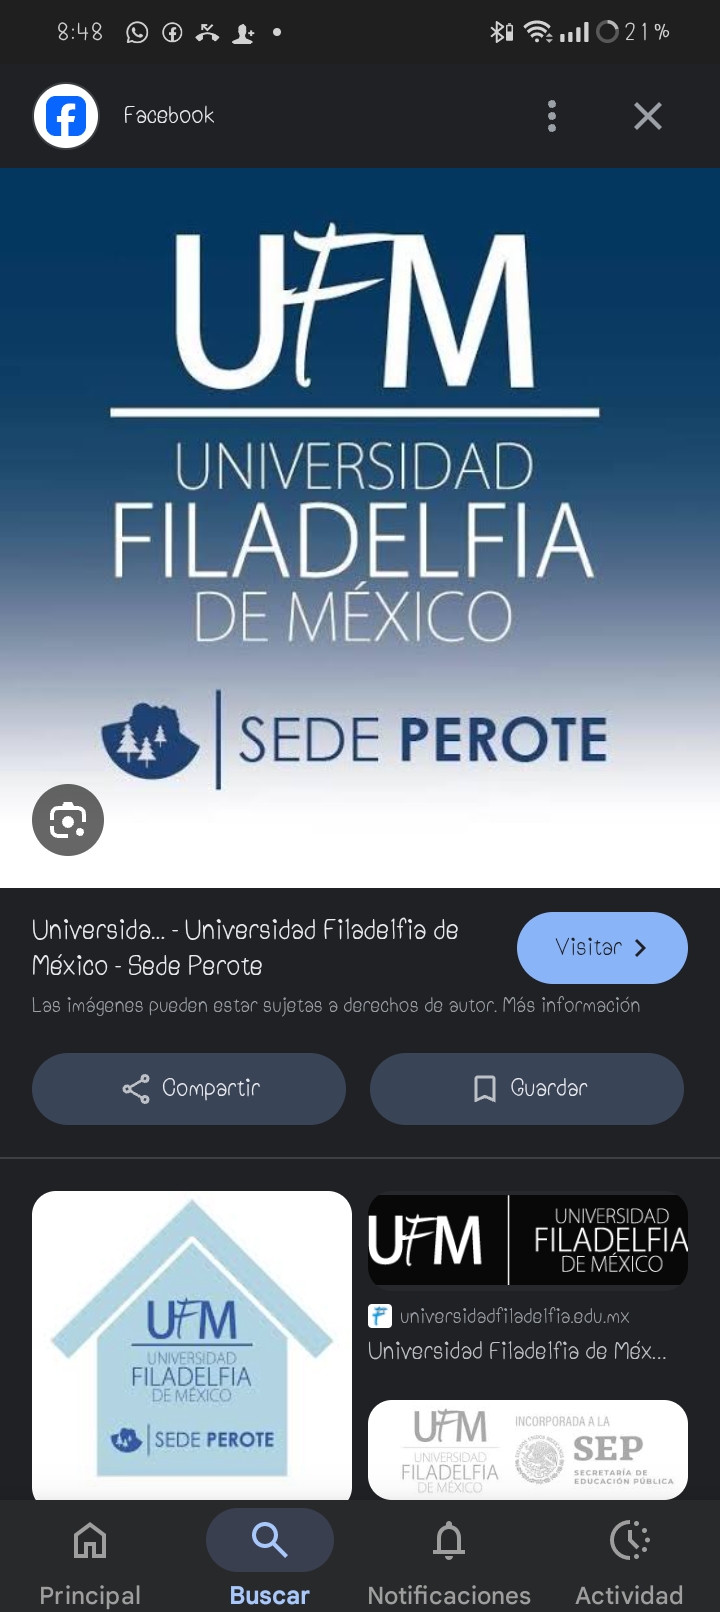 8:48
21%
Facebook
UFM
UNIVERSIDAD
FILADELFIA
DE MÉXICO
SEDE PEROTE
Universida... - Universidad Filadelfia de
México - Sede Perote
Visitar
Las imágenes pueden estar sujetas a derechos de autor. Más información
Compartir
Guardar
UFM
UNIVERSIDAD
FILADELFIA
DE MÉXICO
SEDE PEROTE
UFM
UNIVERSIDAD
FILADELFIA
DE MÉXICO
universidadfiladelfia.edu.mx
Universidad Filadelfia de Méx...
UFM
UNIVERSIDAD
FILADELFIA
DE MÉXICO
INCORPORADA A LA
SEP
SECRETARÍA DE
EDUCACIÓN PÚBLICA
Principal
Buscar
Notificaciones
Actividad